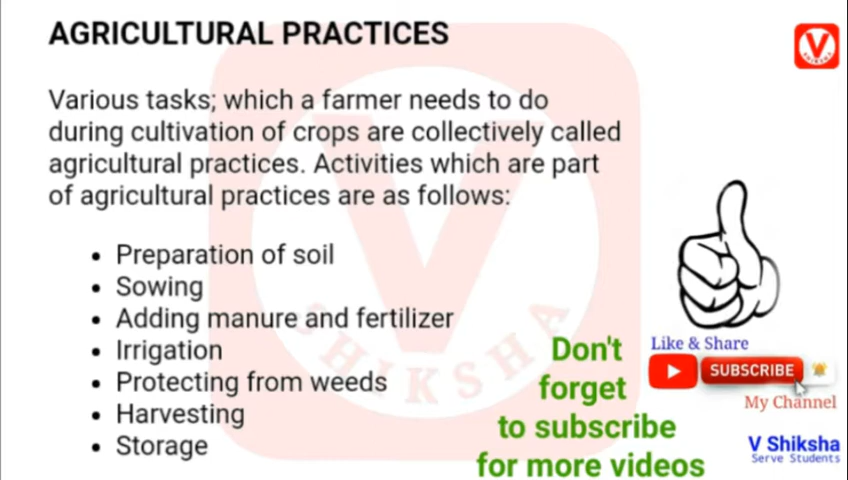 AGRICULTURAL PRACTICES
V
SHIKSHA
Various tasks; which a farmer needs to do
during cultivation of crops are collectively called
agricultural practices. Activities which are part
of agricultural practices are as follows:
• Preparation of soil
• Sowing
• Adding manure and fertilizer
• Irrigation
• Protecting from weeds
• Harvesting
• Storage
V
SHIKSHA
Don't
forget
to subscribe
for more videos
Like & Share
SUBSCRIBE
My Channel
V Shiksha
Serve Students